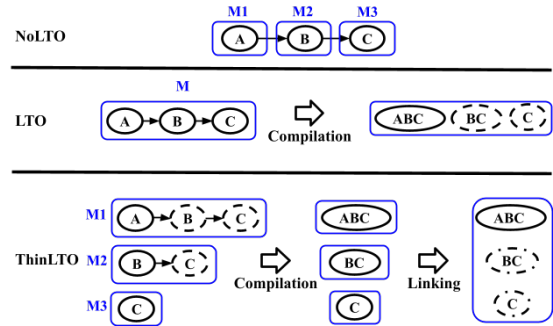 M1 M2 M3
NoLTO A B C
M
LTO A B C Compilation ABC BC C
M1 A B C ABC ABC
ThinLTO M2 B C Compilation BC Linking BC
M3 C C C